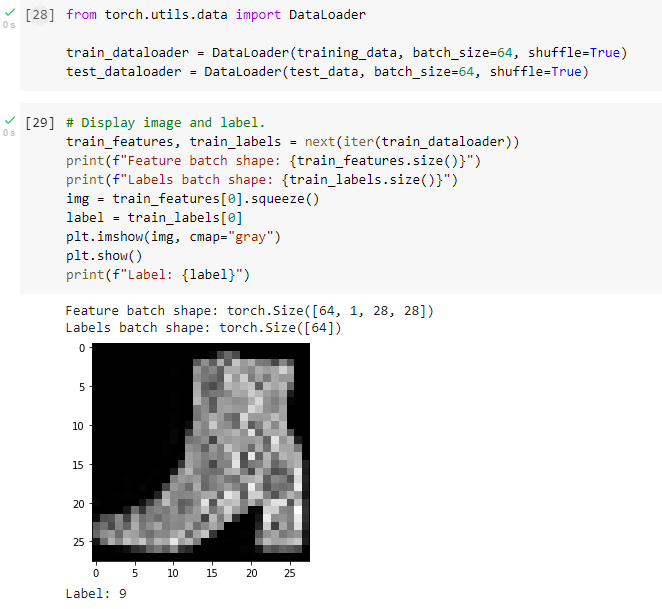 [28] from torch.utils.data import DataLoader
0s
train_dataloader = DataLoader(training_data, batch_size=64, shuffle=True)
test_dataloader = DataLoader(test_data, batch_size=64, shuffle=True)
[29] # Display image and label.
0s
train_features, train_labels = next(iter(train_dataloader))
print(f"Feature batch shape: {train_features.size()}")
print(f"Labels batch shape: {train_labels.size()}")
img = train_features[0].squeeze()
label = train_labels[0]
plt.imshow(img, cmap="gray")
plt.show()
print(f"Label: {label}")
Feature batch shape: torch.Size([64, 1, 28, 28])
Labels batch shape: torch.Size([64])
0
5
10
15
20
25
0 5 10 15 20 25
Label: 9